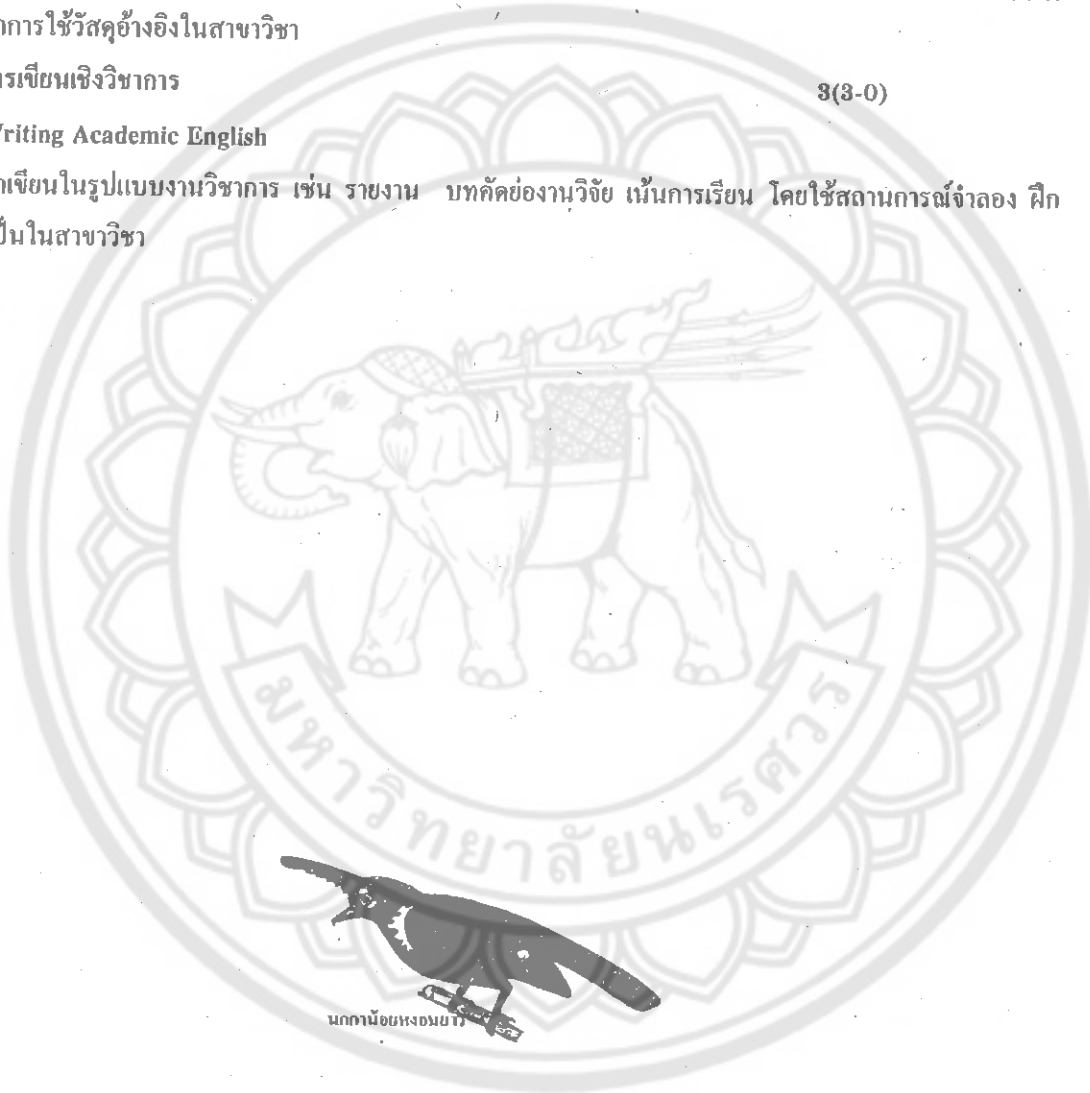 การใช้วัสดุอ้างอิงในสาขาวิชา
การเขียนเชิงวิชาการ 3(3-0)
Writing Academic English
เขียนในรูปแบบงานวิชาการ เช่น รายงาน บทคัดย่องานวิจัย เน้นการเรียน โดยใช้สถานการณ์จำลอง ฝึก
ป็นในสาขาวิชา
มหาวิทยาลัยนเรศวร
นกกาน้อยหงอนยาว